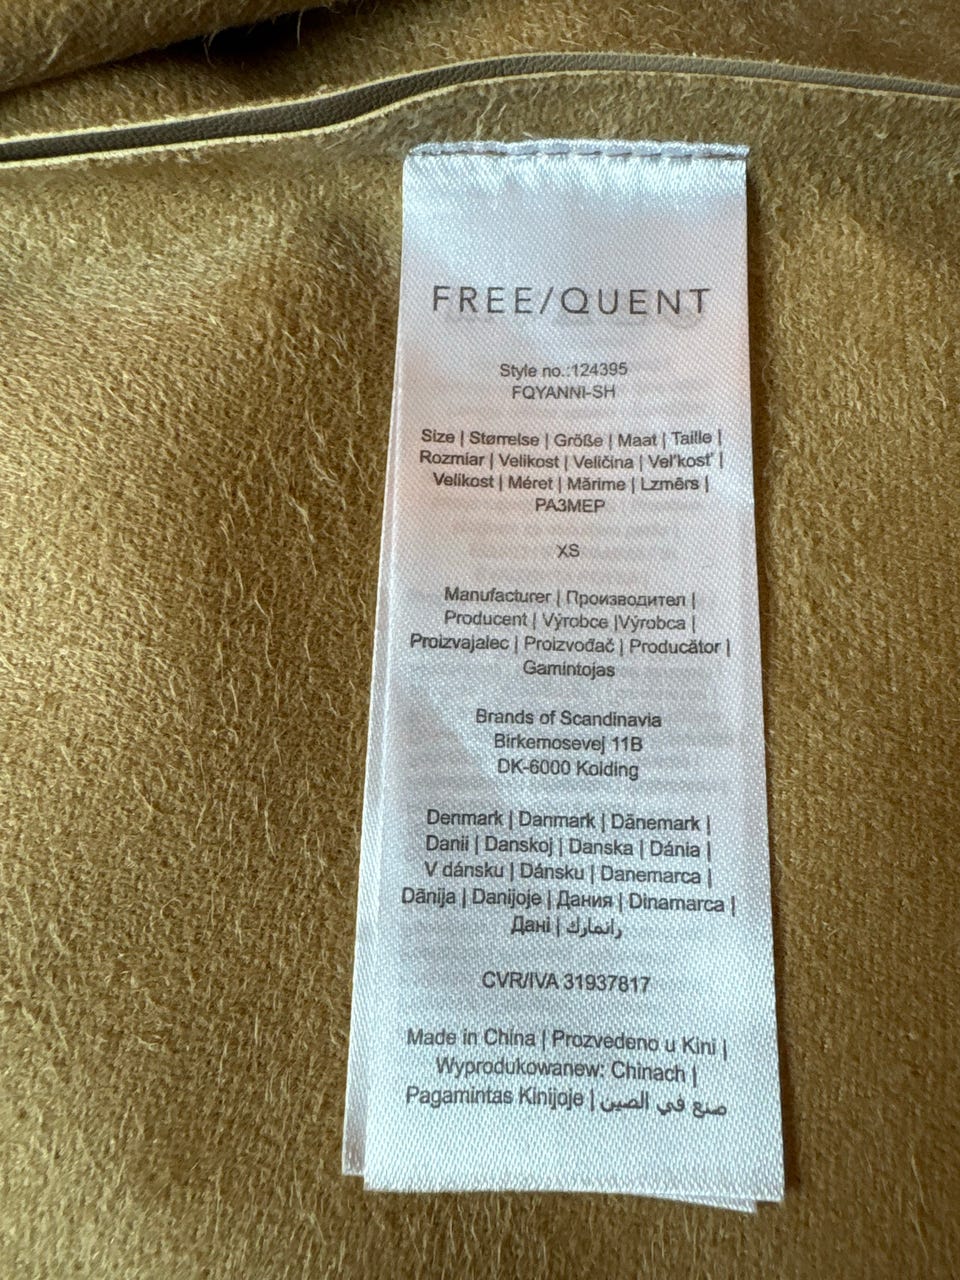 FREE/QUENT
Style no.:124395
FQYANNI-SH
Size | Størrelse | Größe | Maat | Taille |
Rozmiar | Velikost | Veličina | Veľkosť |
Velikost | Méret | Mărime | Lzmērs |
РАЗМЕР
XS
Manufacturer | Производител |
Producent | Výrobce |Výrobca |
Proizvajalec | Proizvođač | Producător |
Gamintojas
Brands of Scandinavia
Birkemosevej 11B
DK-6000 Kolding
Denmark | Danmark | Dänemark |
Danii | Danskoj | Danska | Dánia |
V dánsku | Dánsku | Danemarca |
Dānija | Danijoje | Дания | Dinamarca |
Дані | رانمارك
CVR/IVA 31937817
Made in China | Prozvedeno u Kini |
Wyprodukowanew: Chinach |
Pagamintas Kinijoje | صنع في الصين